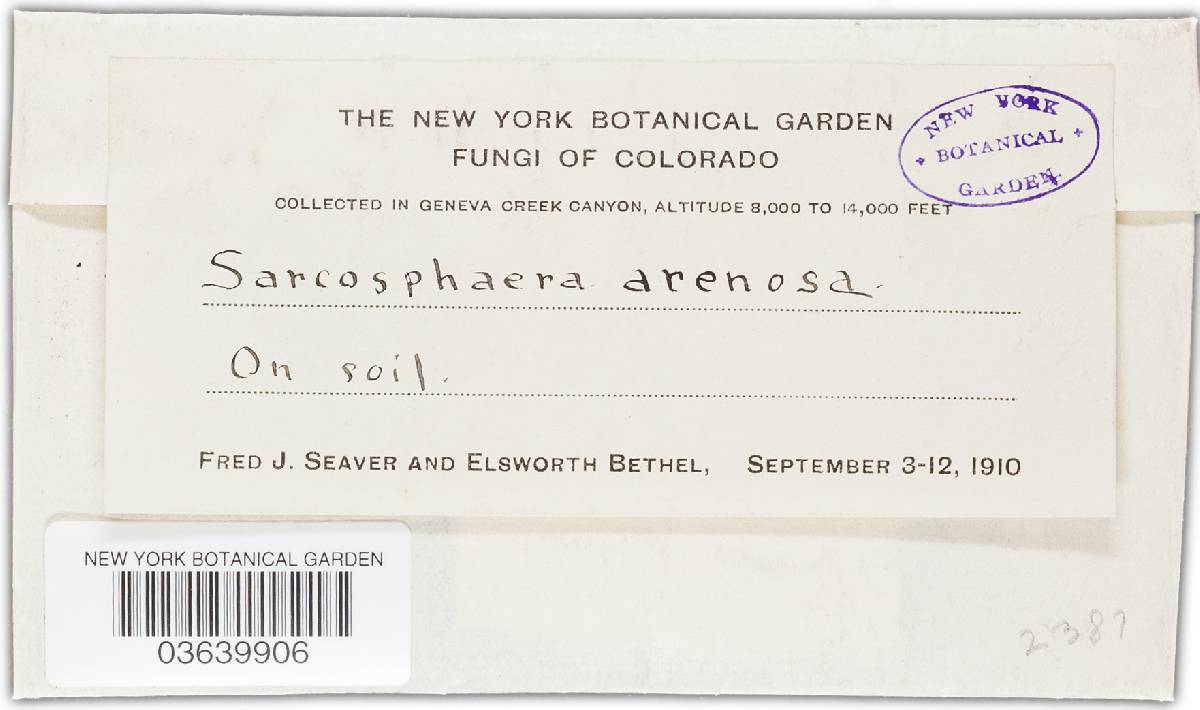 THE NEW YORK BOTANICAL GARDEN
FUNGI OF COLORADO
COLLECTED IN GENEVA CREEK CANYON, ALTITUDE 8,000 TO 14,000 FEET
NEW YORK
BOTANICAL
GARDEN
Sarcosphaera arenosa.
On soil.
FRED J. SEAVER AND ELSWORTH BETHEL, SEPTEMBER 3-12, 1910
NEW YORK BOTANICAL GARDEN
03639906
2387